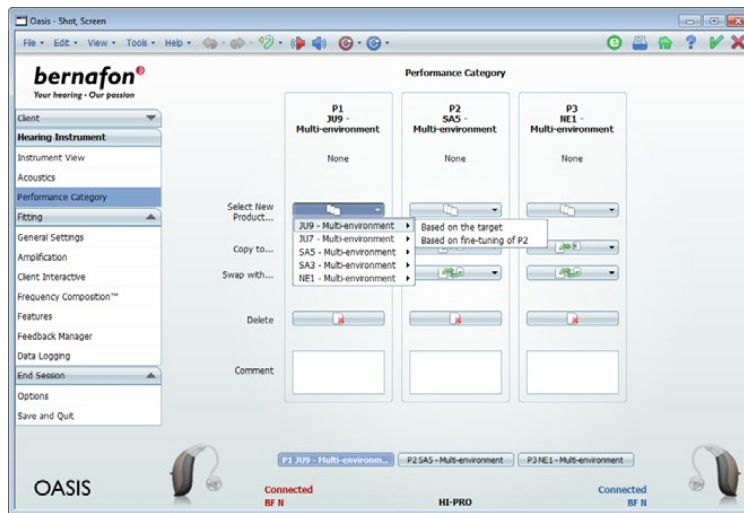 Oasis - Shot, Screen
File Edit View Tools Help
bernafon®
Your hearing · Our passion
Performance Category
Client
Hearing Instrument
Instrument View
Acoustics
Performance Category
Fitting
General Settings
Amplification
Client Interactive
Frequency Composition™
Features
Feedback Manager
Data Logging
End Session
Options
Save and Quit
P1
JU9 -
Multi-environment
None
P2
SA5 -
Multi-environment
None
P3
NE1 -
Multi-environment
None
Select New
Product...
JU9 - Multi-environment
JU7 - Multi-environment
SA5 - Multi-environment
SA3 - Multi-environment
NE1 - Multi-environment
Based on the target
Based on fine-tuning of P2
Copy to...
Swap with...
Delete
Comment
P1 JU9 - Multi-environm...
P2 SA5 - Multi-environment
P3 NE1 - Multi-environment
OASIS
Connected
BF N
HI-PRO
Connected
BF N